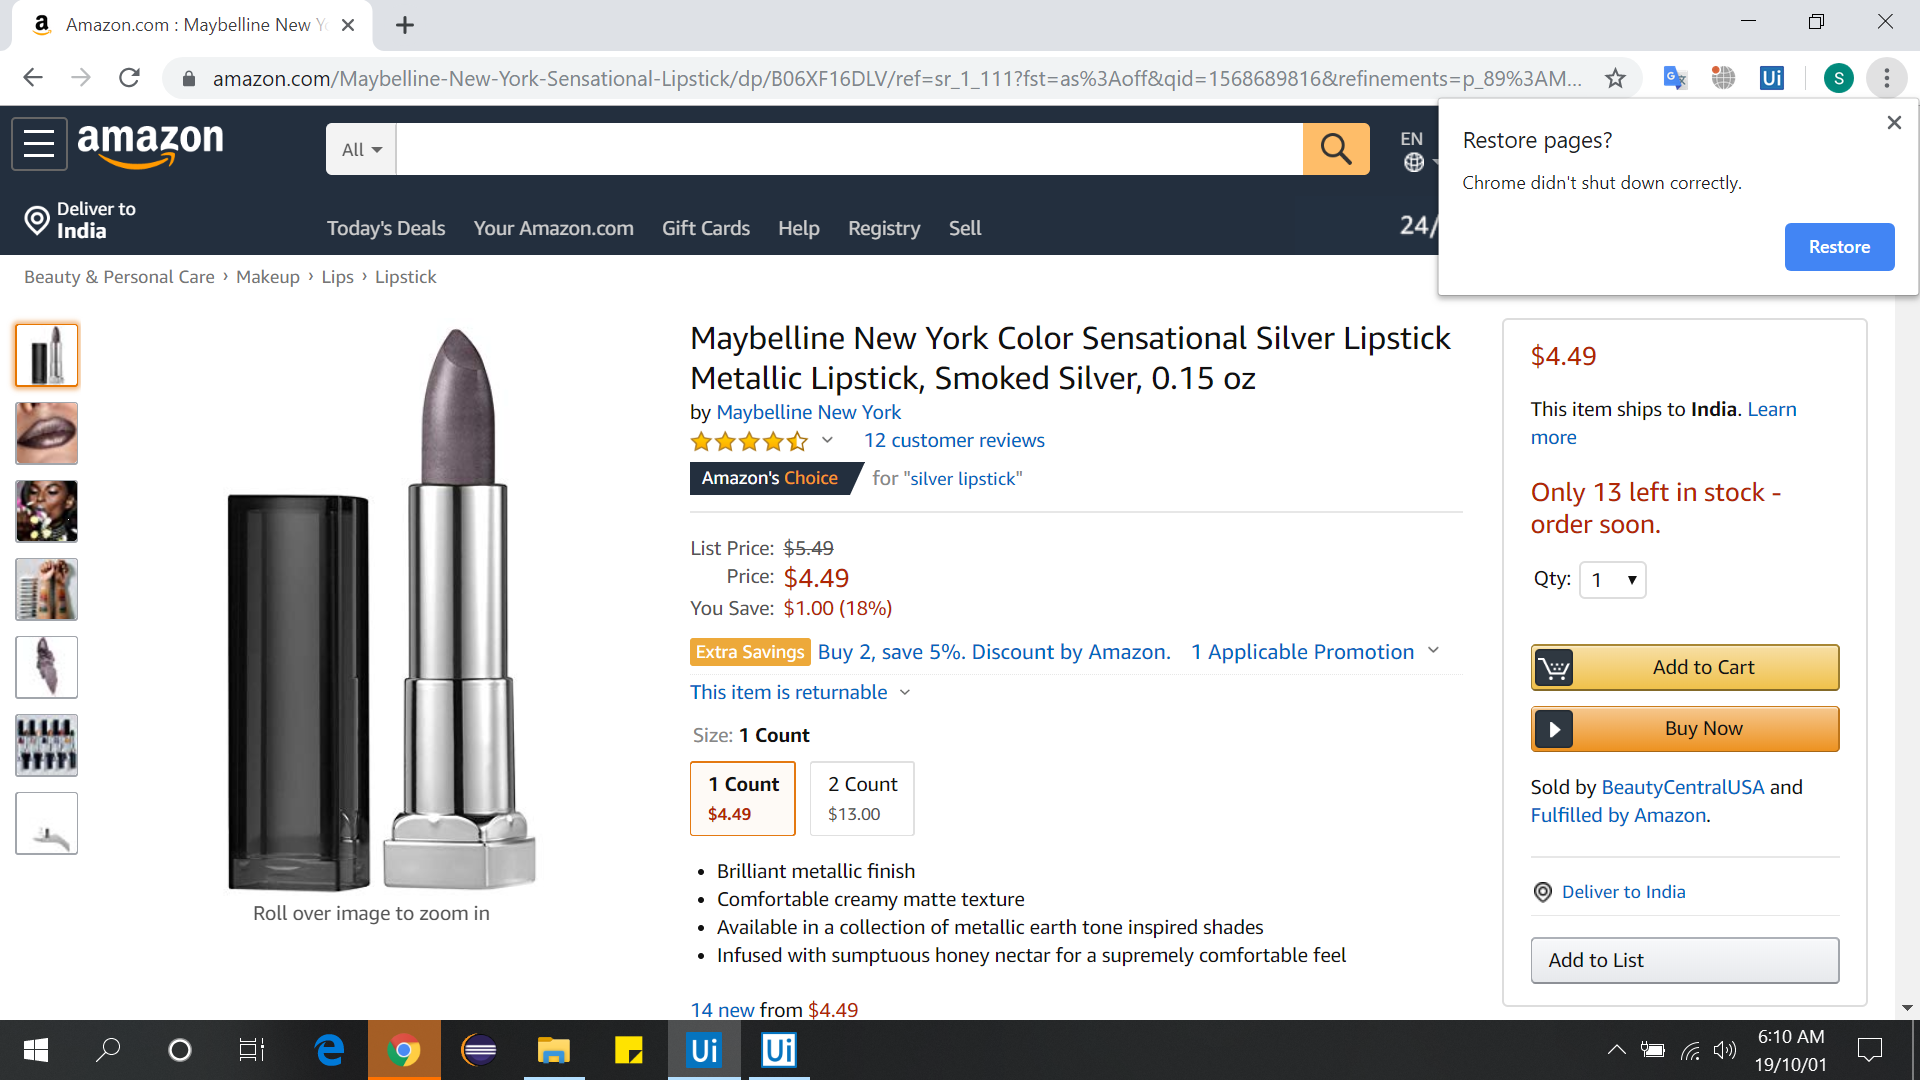 Amazon.com : Maybelline New Y
amazon.com/Maybelline-New-York-Sensational-Lipstick/dp/B06XF16DLV/ref=sr_1_111?fst=as%3Aoff&qid=1568689816&refinements=p_89%3AM...
S
Restore pages?
Chrome didn't shut down correctly.
Restore
amazon
All
EN
Deliver to
India
Today's Deals Your Amazon.com Gift Cards Help Registry Sell
24/
Beauty & Personal Care › Makeup › Lips › Lipstick
Maybelline New York Color Sensational Silver Lipstick
Metallic Lipstick, Smoked Silver, 0.15 oz
by Maybelline New York
12 customer reviews
Amazon's Choice for "silver lipstick"
List Price: $5.49
Price: $4.49
You Save: $1.00 (18%)
Extra Savings Buy 2, save 5%. Discount by Amazon. 1 Applicable Promotion
This item is returnable
Size: 1 Count
1 Count
$4.49
2 Count
$13.00
• Brilliant metallic finish
• Comfortable creamy matte texture
• Available in a collection of metallic earth tone inspired shades
• Infused with sumptuous honey nectar for a supremely comfortable feel
14 new from $4.49
Roll over image to zoom in
$4.49
This item ships to India. Learn
more
Only 13 left in stock -
order soon.
Qty: 1
Add to Cart
Buy Now
Sold by BeautyCentralUSA and
Fulfilled by Amazon.
Deliver to India
Add to List
Ui
Ui
Ui
6:10 AM
19/10/01